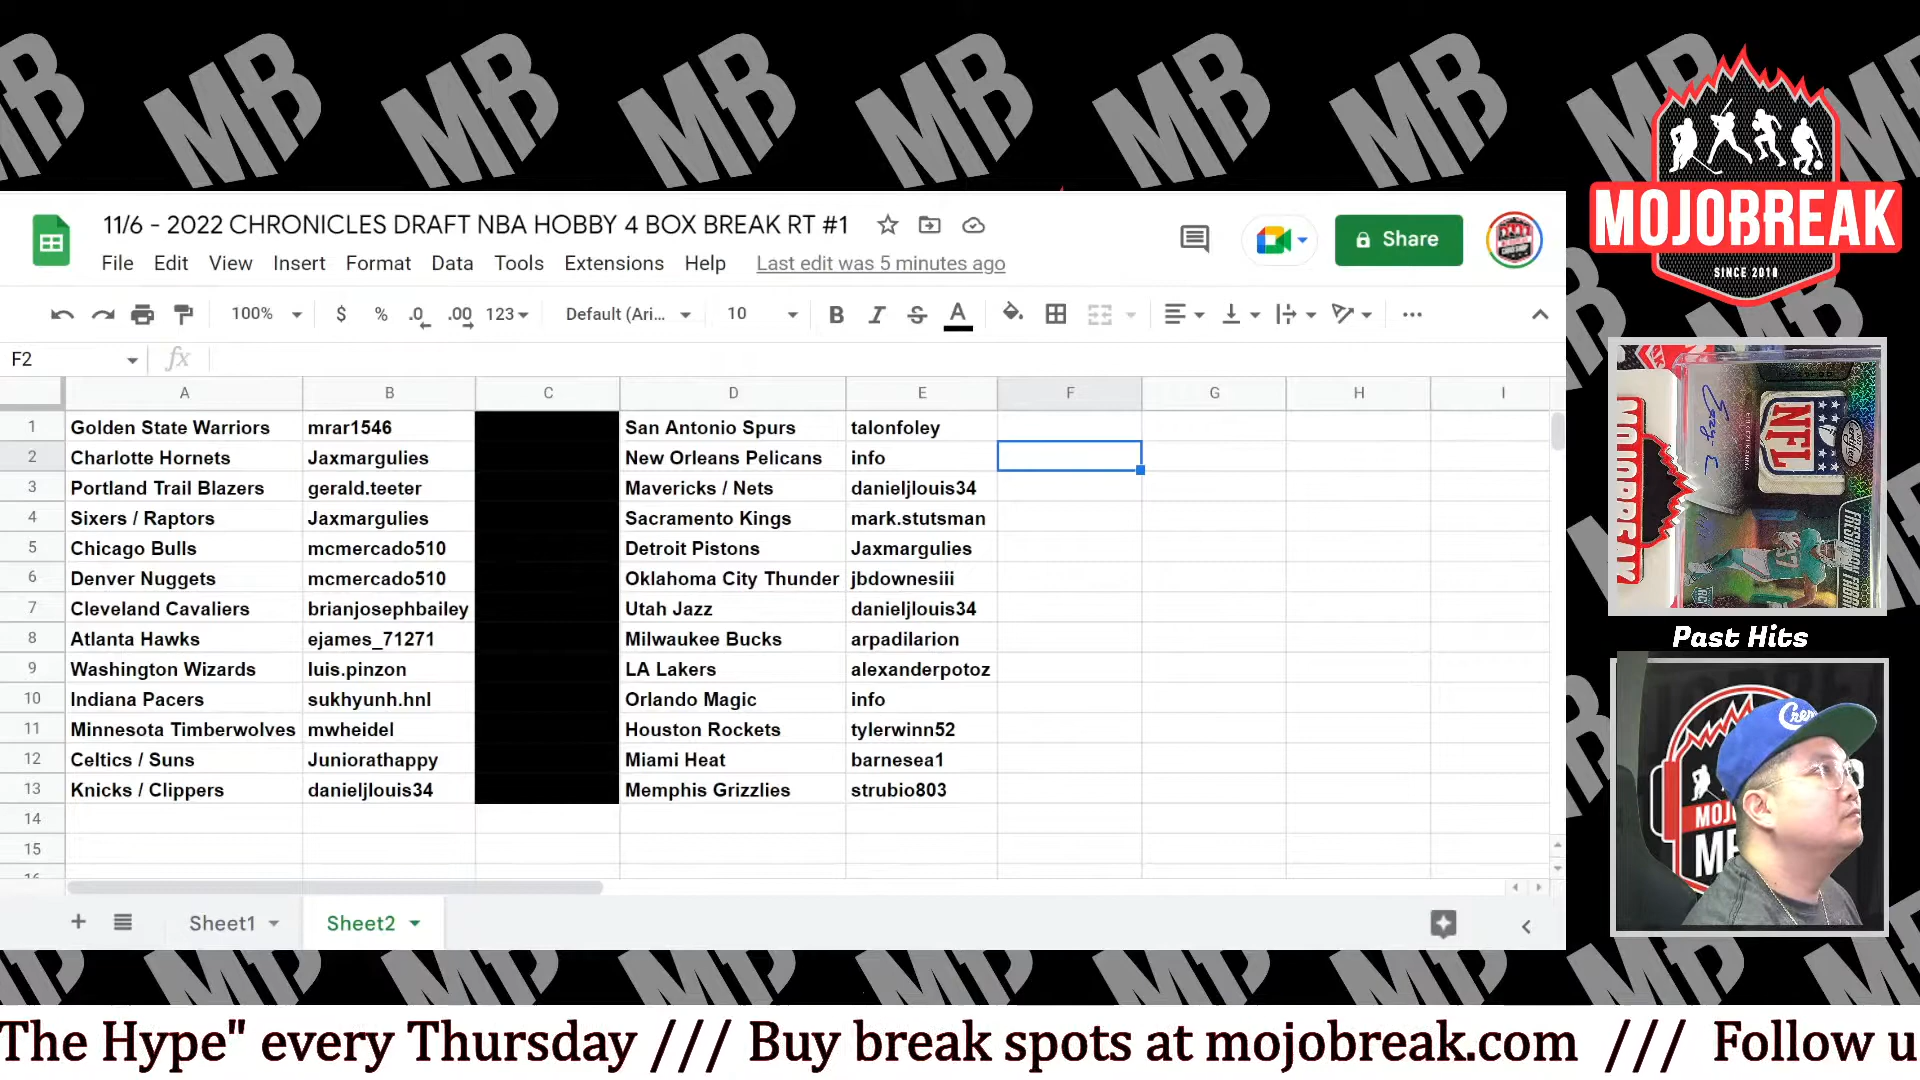 MOJOBREAK
SINCE 2010
11/6 - 2022 CHRONICLES DRAFT NBA HOBBY 4 BOX BREAK RT #1
Share
File Edit View Insert Format Data Tools Extensions Help Last edit was 5 minutes ago
100% $ % .0 .00 123 Default (Ari... 10 B I S A ...
F2 fx
A B C D E F G H I
1 Golden State Warriors mrar1546 San Antonio Spurs talonfoley
2 Charlotte Hornets Jaxmargulies New Orleans Pelicans info
3 Portland Trail Blazers gerald.teeter Mavericks / Nets danieljlouis34
4 Sixers / Raptors Jaxmargulies Sacramento Kings mark.stutsman
5 Chicago Bulls mcmercado510 Detroit Pistons Jaxmargulies
6 Denver Nuggets mcmercado510 Oklahoma City Thunder jbdownesiii
7 Cleveland Cavaliers brianjosephbailey Utah Jazz danieljlouis34
8 Atlanta Hawks ejames_71271 Milwaukee Bucks arpadilarion
9 Washington Wizards luis.pinzon LA Lakers alexanderpotoz
10 Indiana Pacers sukhyunh.hnl Orlando Magic info
11 Minnesota Timberwolves mwheidel Houston Rockets tylerwinn52
12 Celtics / Suns Juniorathappy Miami Heat barnesea1
13 Knicks / Clippers danieljlouis34 Memphis Grizzlies strubio803
14
15
16
Sheet1 Sheet2
MOJOBREAK
NFL
Past Hits
The Hype" every Thursday /// Buy break spots at mojobreak.com /// Follow u